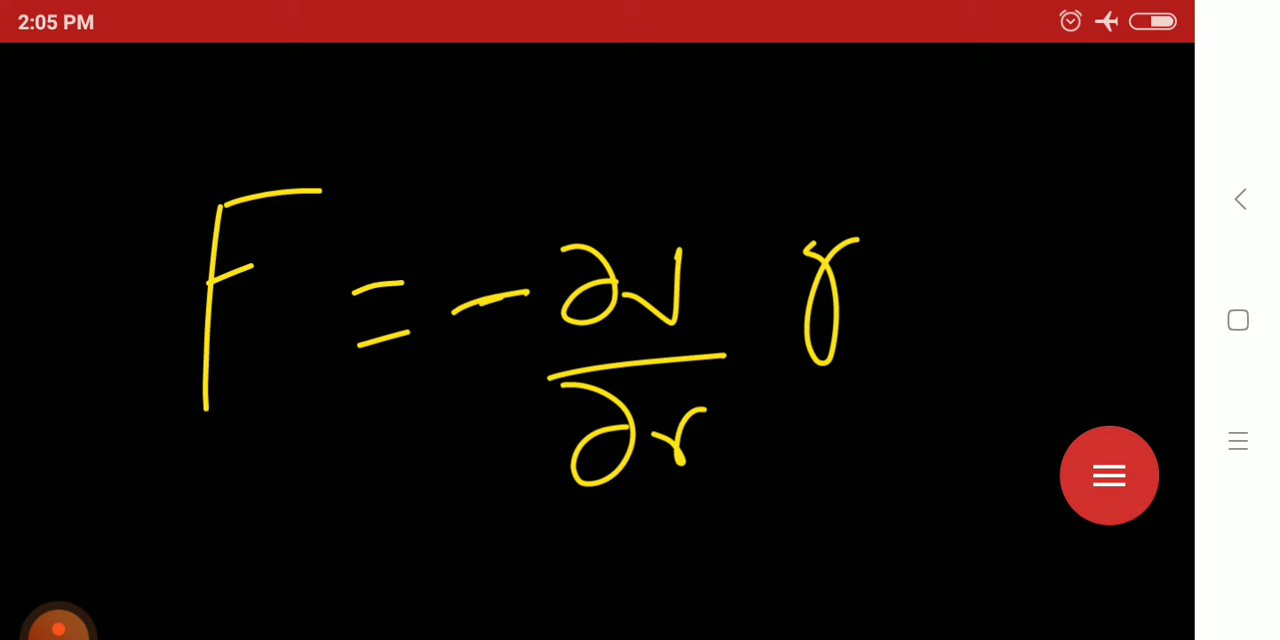 2:05 PM
F = - ∂V/∂r γ